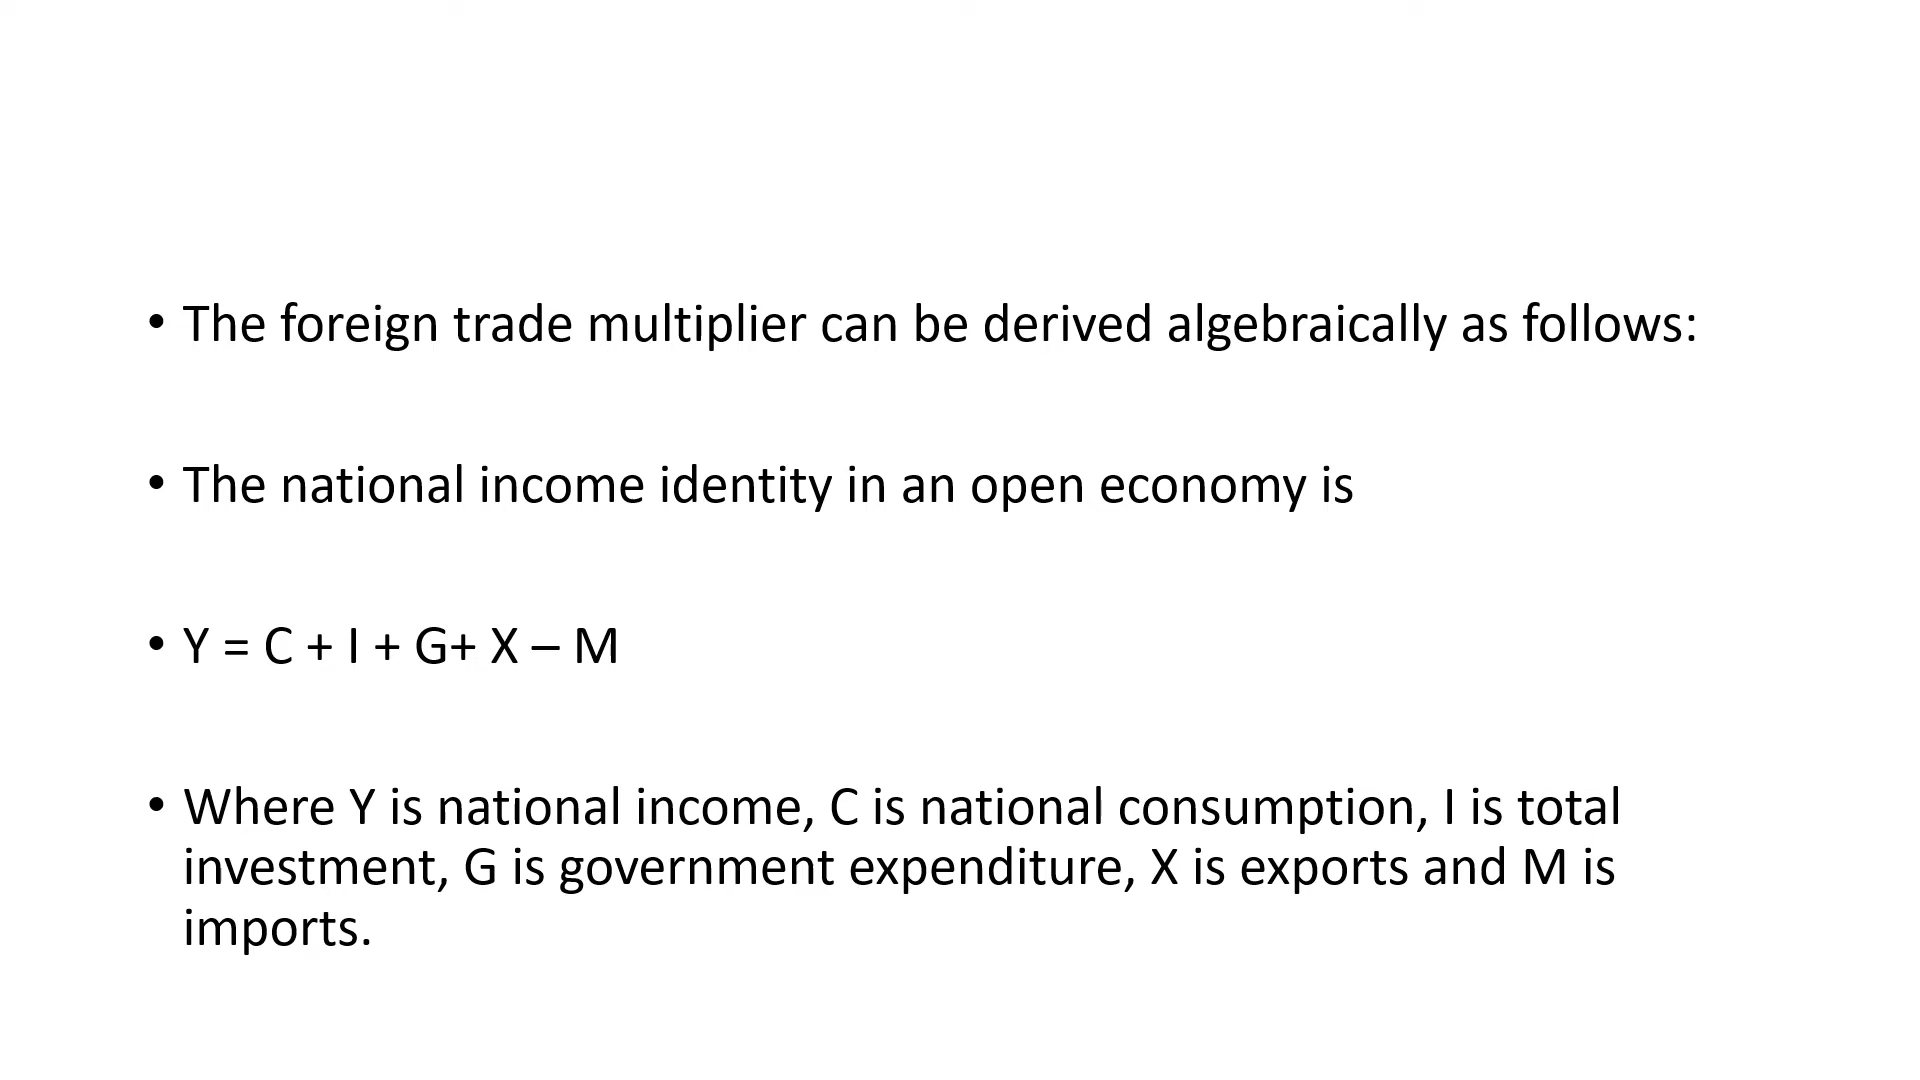 • The foreign trade multiplier can be derived algebraically as follows:
• The national income identity in an open economy is
• Y = C + I + G+ X – M
• Where Y is national income, C is national consumption, I is total
investment, G is government expenditure, X is exports and M is
imports.